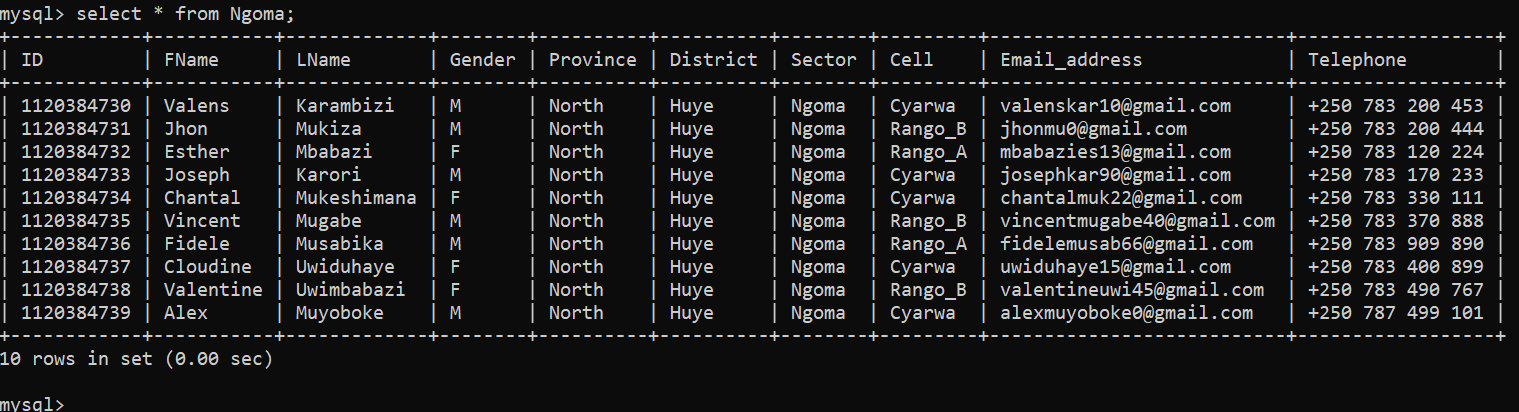 mysql> select * from Ngoma;
+------------+-----------+-------------+--------+----------+----------+--------+---------+---------------------------+------------------+
| ID         | FName     | LName       | Gender | Province | District | Sector | Cell    | Email_address             | Telephone        |
+------------+-----------+-------------+--------+----------+----------+--------+---------+---------------------------+------------------+
| 1120384730 | Valens    | Karambizi   | M      | North    | Huye     | Ngoma  | Cyarwa  | valenskar10@gmail.com     | +250 783 200 453 |
| 1120384731 | Jhon      | Mukiza      | M      | North    | Huye     | Ngoma  | Rango_B | jhonmu0@gmail.com         | +250 783 200 444 |
| 1120384732 | Esther    | Mbabazi     | F      | North    | Huye     | Ngoma  | Rango_A | mbabazies13@gmail.com     | +250 783 120 224 |
| 1120384733 | Joseph    | Karori      | M      | North    | Huye     | Ngoma  | Cyarwa  | josephkar90@gmail.com     | +250 783 170 233 |
| 1120384734 | Chantal   | Mukeshimana | F      | North    | Huye     | Ngoma  | Cyarwa  | chantalmuk22@gmail.com    | +250 783 330 111 |
| 1120384735 | Vincent   | Mugabe      | M      | North    | Huye     | Ngoma  | Rango_B | vincentmugabe40@gmail.com | +250 783 370 888 |
| 1120384736 | Fidele    | Musabika    | M      | North    | Huye     | Ngoma  | Rango_A | fidelemusab66@gmail.com   | +250 783 909 890 |
| 1120384737 | Cloudine  | Uwiduhaye   | F      | North    | Huye     | Ngoma  | Cyarwa  | uwiduhaye15@gmail.com     | +250 783 400 899 |
| 1120384738 | Valentine | Uwimbabazi  | F      | North    | Huye     | Ngoma  | Rango_B | valentineuwi45@gmail.com  | +250 783 490 767 |
| 1120384739 | Alex      | Muyoboke    | M      | North    | Huye     | Ngoma  | Cyarwa  | alexmuyoboke0@gmail.com   | +250 787 499 101 |
+------------+-----------+-------------+--------+----------+----------+--------+---------+---------------------------+------------------+
10 rows in set (0.00 sec)
mysql>